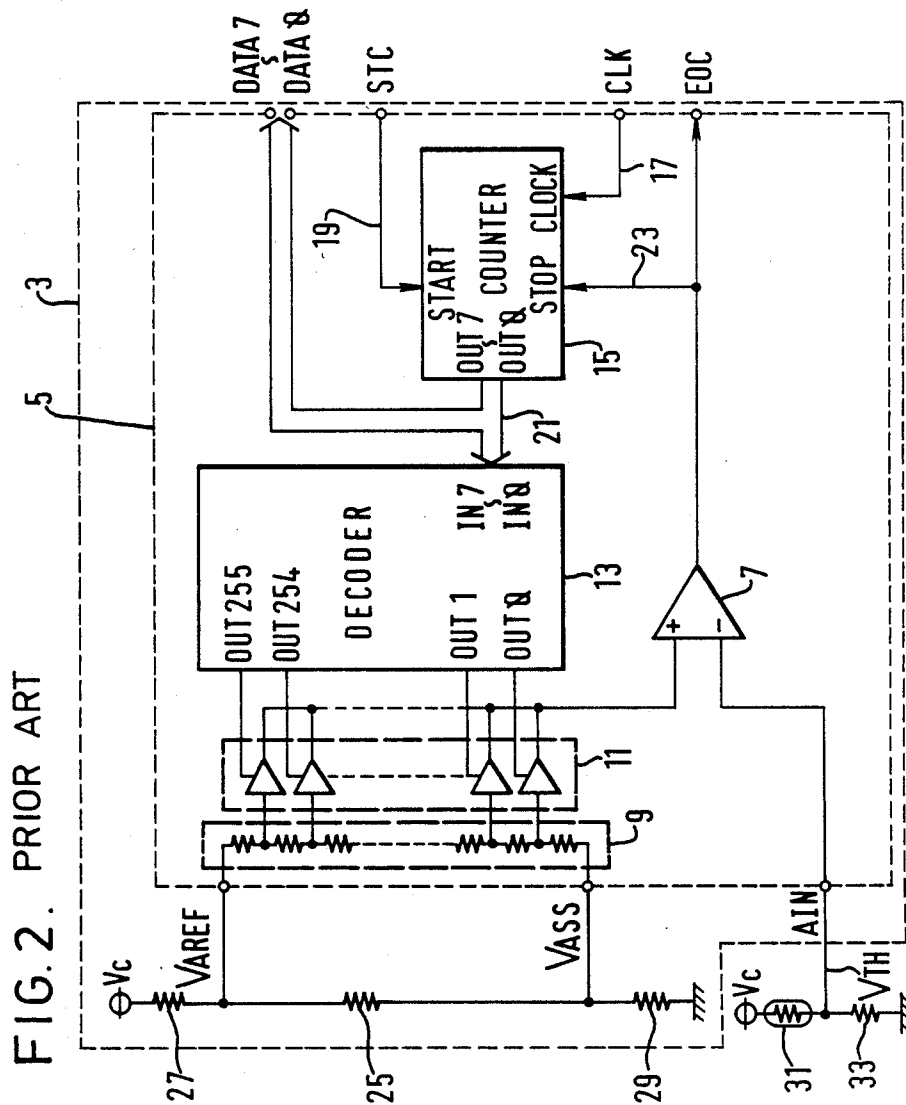 FIG. 2. PRIOR ART
3
5
DATA 7
∫
DATA 0
STC
CLK
EOC
19
17
23
START
COUNTER
OUT 7
∫
OUT 0
STOP CLOCK
15
21
OUT 255
OUT 254
DECODER
IN 7
∫
IN 0
OUT 1
OUT 0
13
+
−
7
11
9
Vc
VAREF
VASS
27
25
29
AIN
Vc
VTH
31
33